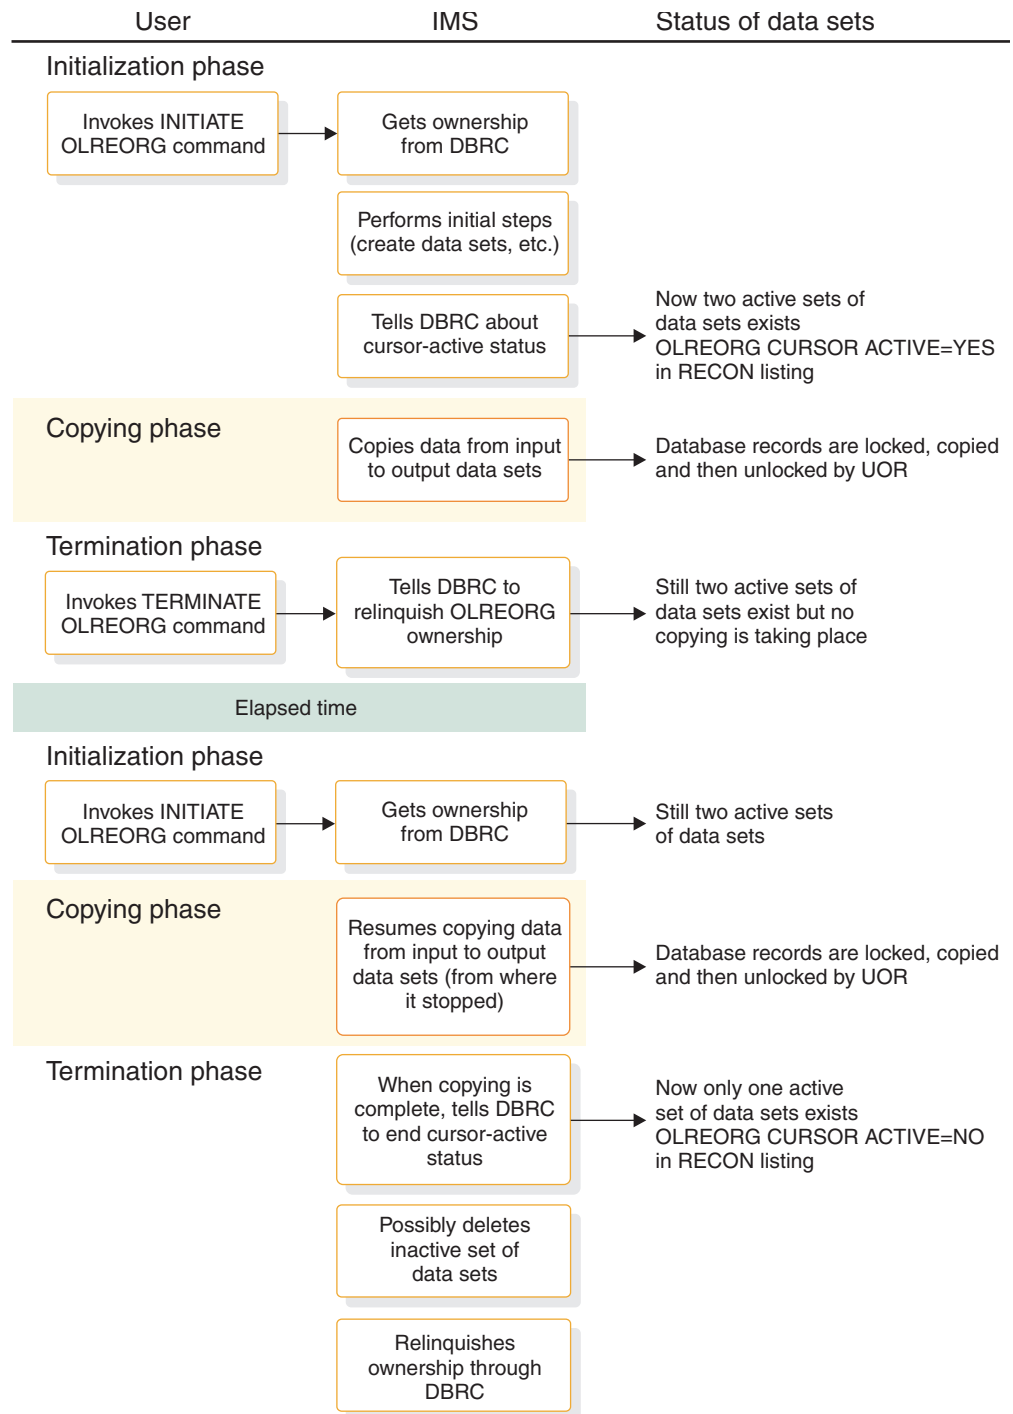 User
IMS
Status of data sets
Initialization phase
Invokes INITIATE
OLREORG command
Gets ownership
from DBRC
Performs initial steps
(create data sets, etc.)
Tells DBRC about
cursor-active status
Now two active sets of
data sets exists
OLREORG CURSOR ACTIVE=YES
in RECON listing
Copying phase
Copies data from input
to output data sets
Database records are locked, copied
and then unlocked by UOR
Termination phase
Invokes TERMINATE
OLREORG command
Tells DBRC to
relinquish OLREORG
ownership
Still two active sets of
data sets exist but no
copying is taking place
Elapsed time
Initialization phase
Invokes INITIATE
OLREORG command
Gets ownership
from DBRC
Still two active sets
of data sets
Copying phase
Resumes copying data
from input to output
data sets (from where
it stopped)
Database records are locked, copied
and then unlocked by UOR
Termination phase
When copying is
complete, tells DBRC
to end cursor-active
status
Now only one active
set of data sets exists
OLREORG CURSOR ACTIVE=NO
in RECON listing
Possibly deletes
inactive set of
data sets
Relinquishes
ownership through
DBRC